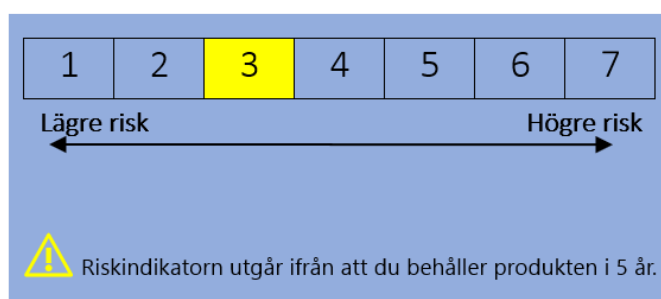 1 2 3 4 5 6 7
Lägre risk Högre risk
Riskindikatorn utgår ifrån att du behåller produkten i 5 år.